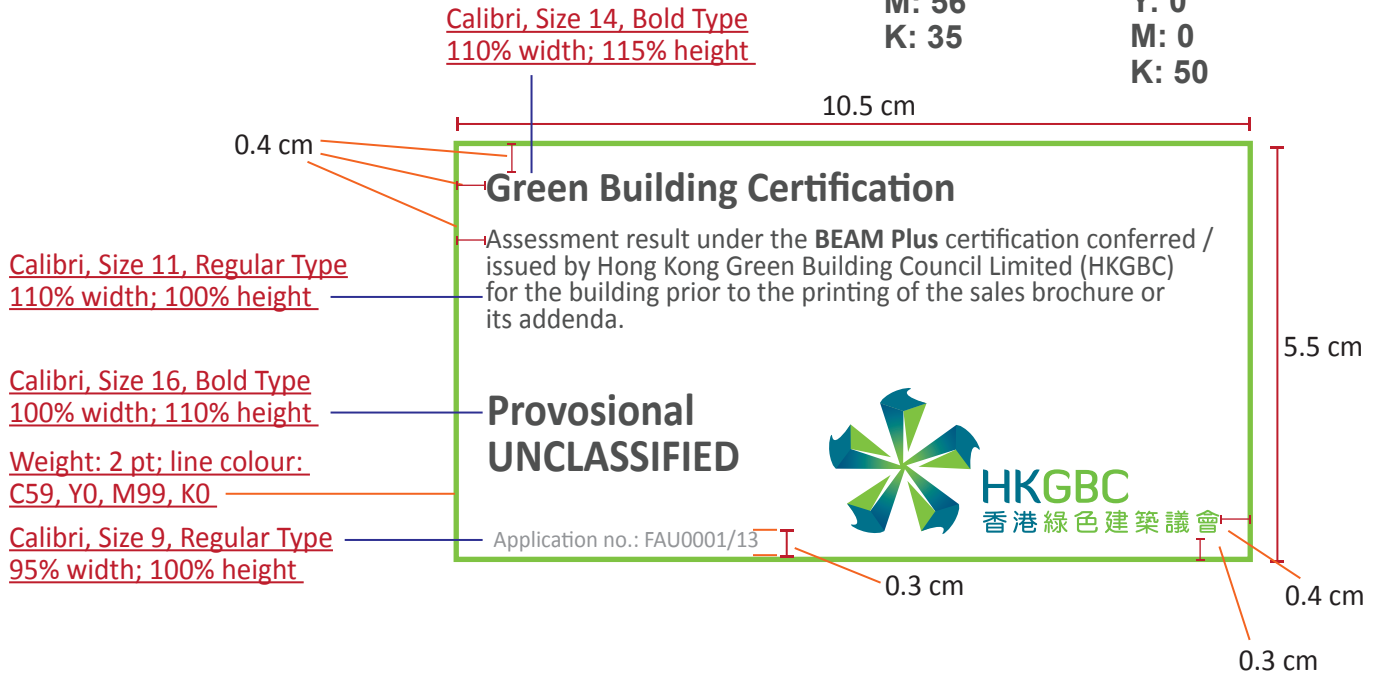 Calibri, Size 14, Bold Type
110% width; 115% height
M: 56
K: 35
Y: 0
M: 0
K: 50
10.5 cm
0.4 cm
Green Building Certification
Assessment result under the BEAM Plus certification conferred /
issued by Hong Kong Green Building Council Limited (HKGBC)
for the building prior to the printing of the sales brochure or
its addenda.
Calibri, Size 11, Regular Type
110% width; 100% height
5.5 cm
Calibri, Size 16, Bold Type
100% width; 110% height
Provosional
UNCLASSIFIED
Weight: 2 pt; line colour:
C59, Y0, M99, K0
HKGBC
香港綠色建築議會
Calibri, Size 9, Regular Type
95% width; 100% height
Application no.: FAU0001/13
0.3 cm
0.4 cm
0.3 cm